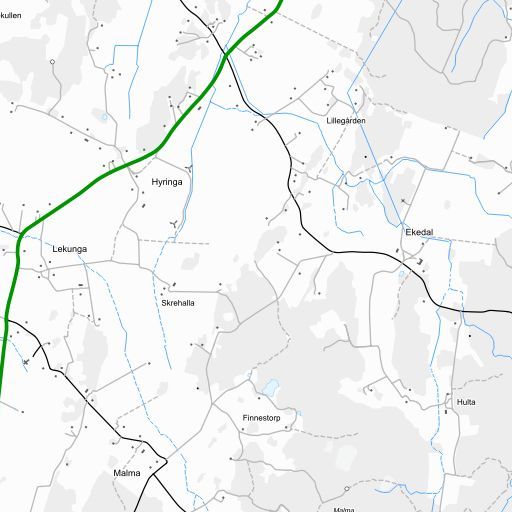 kullen
Lillegården
Hyringa
Ekedal
Lekunga
Skrehalla
Hulta
Finnestorp
Malma
Malma